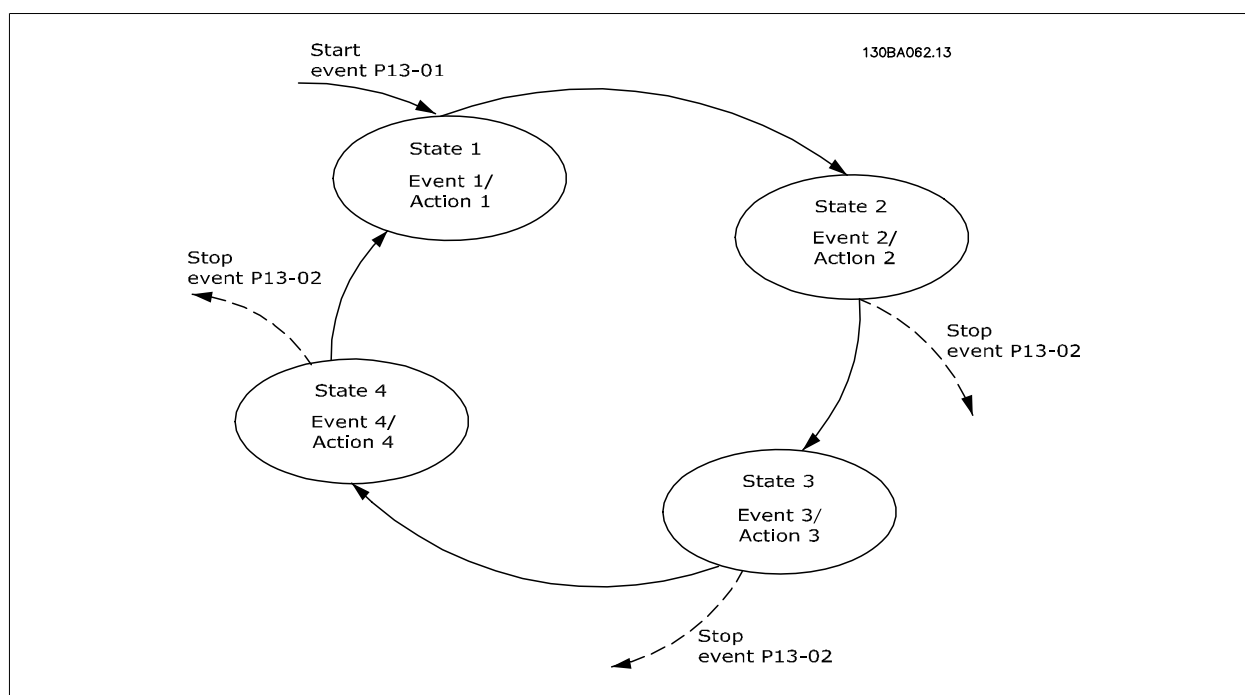 Start
event P13-01
130BA062.13
State 1
Event 1/
Action 1
State 2
Event 2/
Action 2
Stop
event P13-02
Stop
event P13-02
State 4
Event 4/
Action 4
State 3
Event 3/
Action 3
Stop
event P13-02